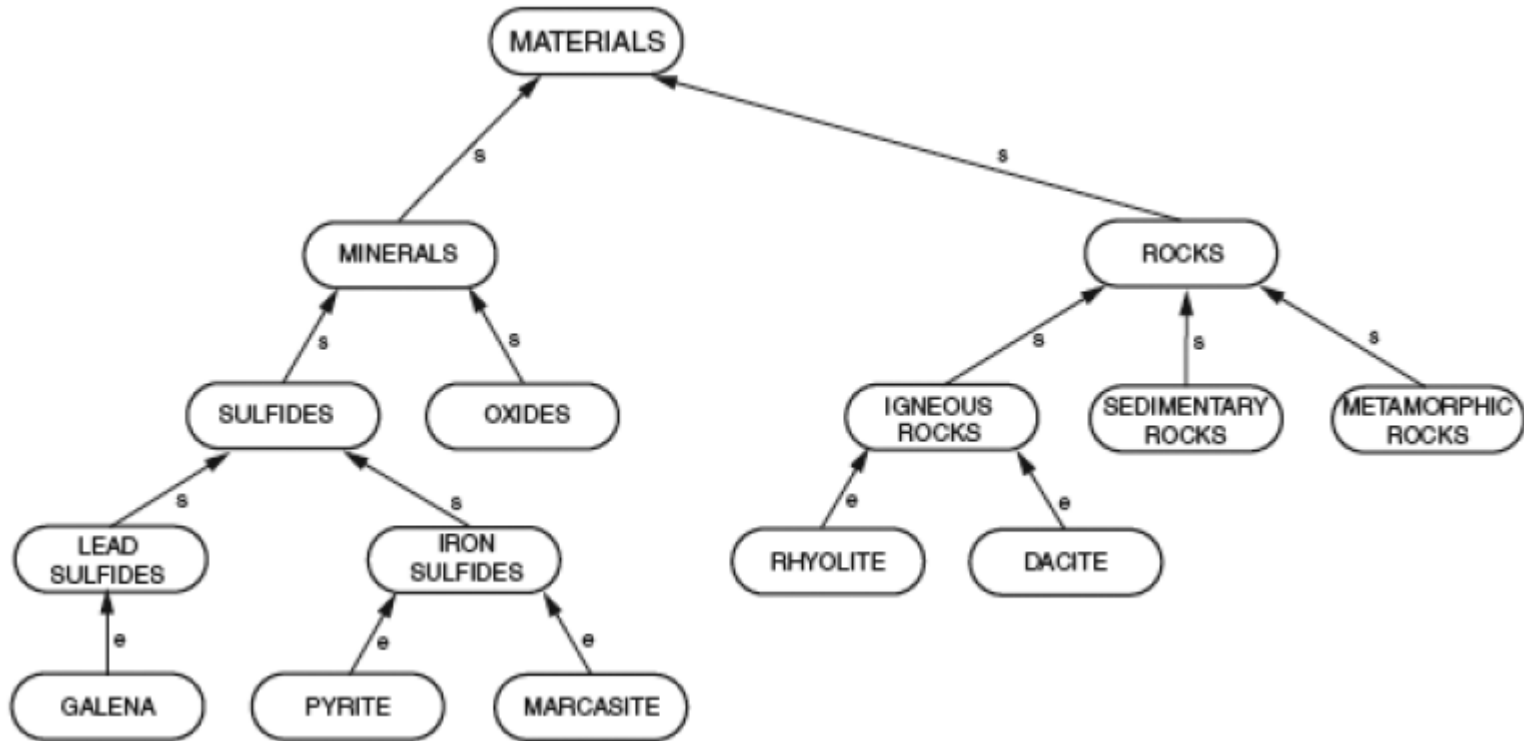 MATERIALS
s
s
MINERALS
ROCKS
s
s
s
s
s
SULFIDES
OXIDES
IGNEOUS
ROCKS
SEDIMENTARY
ROCKS
METAMORPHIC
ROCKS
s
s
e
e
LEAD
SULFIDES
IRON
SULFIDES
RHYOLITE
DACITE
e
e
e
GALENA
PYRITE
MARCASITE